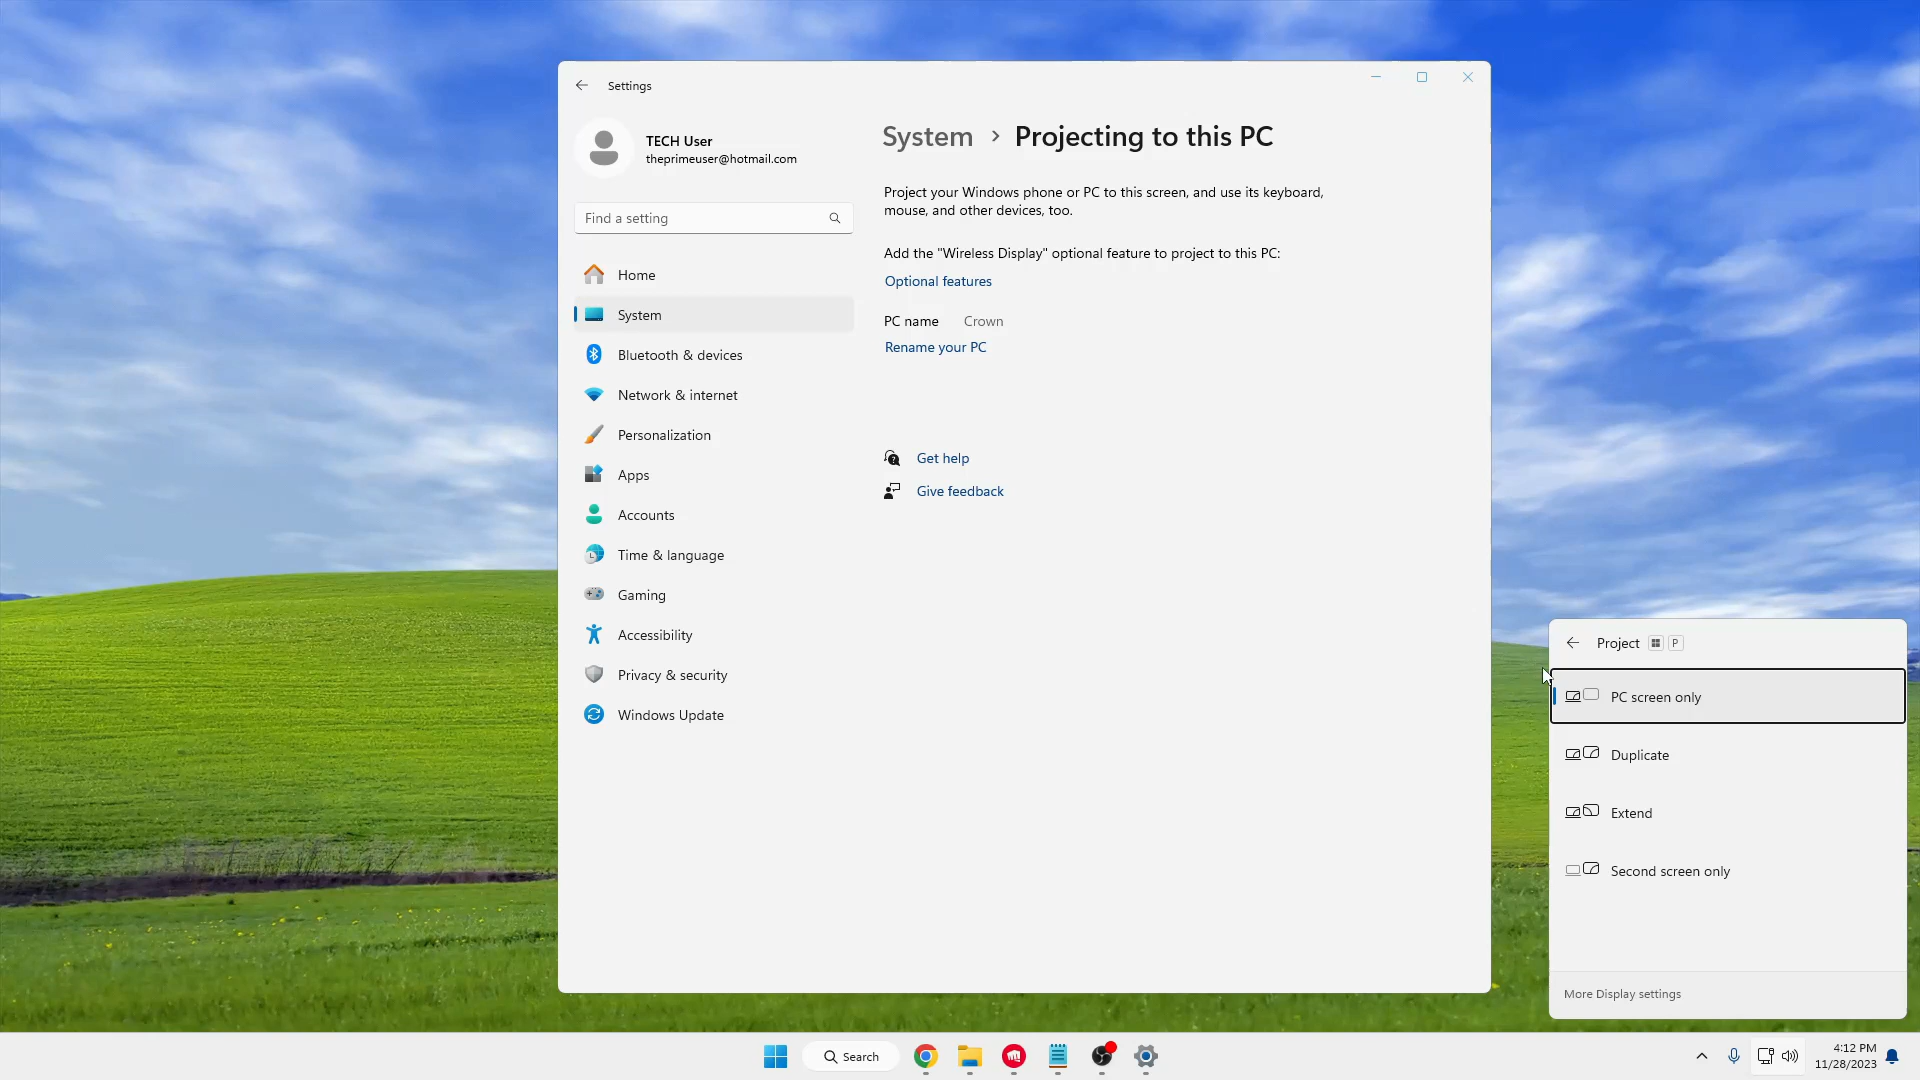 Settings
TECH User
theprimeuser@hotmail.com
Find a setting
Home
System
Bluetooth & devices
Network & internet
Personalization
Apps
Accounts
Time & language
Gaming
Accessibility
Privacy & security
Windows Update
System > Projecting to this PC
Project your Windows phone or PC to this screen, and use its keyboard,
mouse, and other devices, too.
Add the "Wireless Display" optional feature to project to this PC:
Optional features
PC name Crown
Rename your PC
Get help
Give feedback
Project P
PC screen only
Duplicate
Extend
Second screen only
More Display settings
Search
4:12 PM
11/28/2023